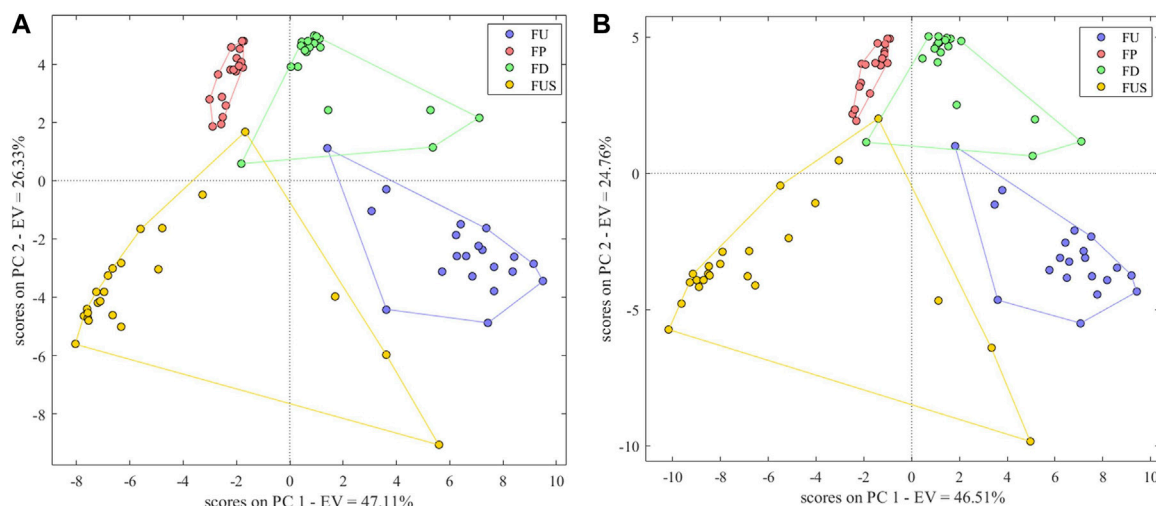 A
FU
FP
FD
FUS
4
2
0
-2
-4
-6
-8
scores on PC 2 - EV = 26.33%
-8 -6 -4 -2 0 2 4 6 8 10
scores on PC 1 - EV = 47.11%
B
FU
FP
FD
FUS
5
0
-5
-10
scores on PC 2 - EV = 24.76%
-10 -8 -6 -4 -2 0 2 4 6 8 10
scores on PC 1 - EV = 46.51%